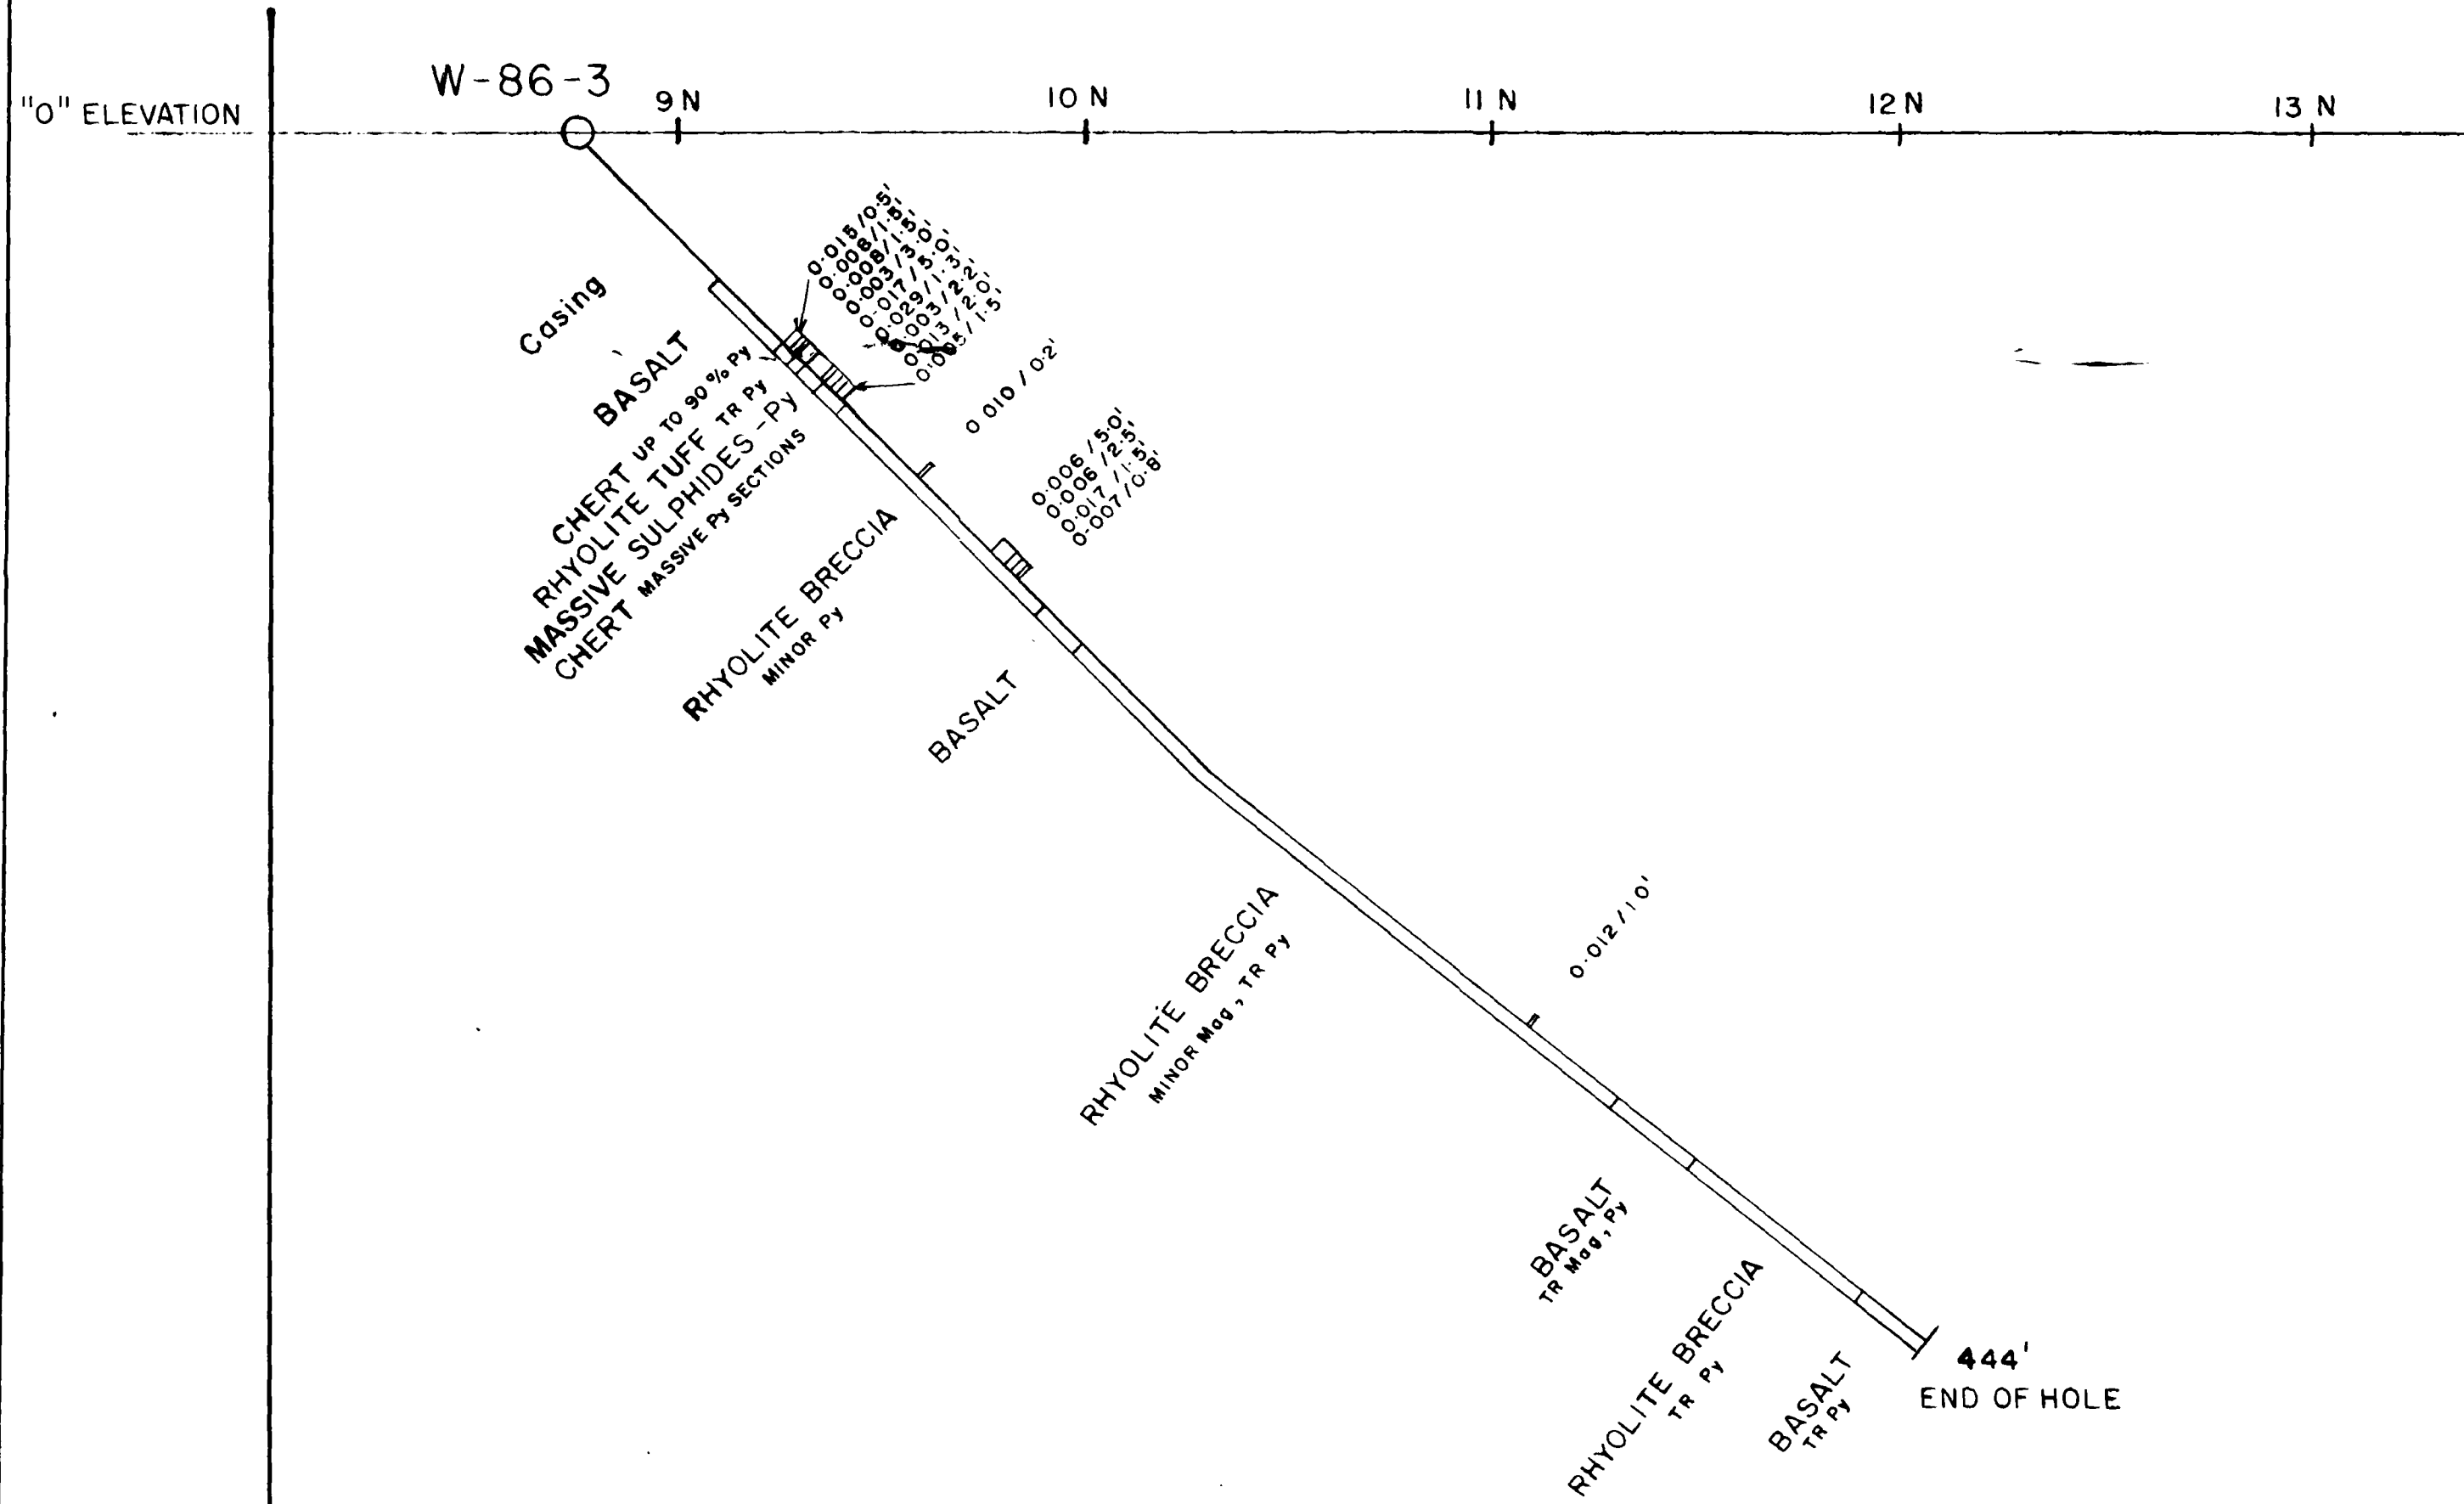 W-86-3
"O" ELEVATION
9 N
10 N
11 N
12 N
13 N
0.015/0.5'
0.008/1.5'
0.008/1.5'
0.003/3.0'
0.017/5.0'
0.029/1.3'
0.003/2.2'
0.013/2.0'
0.005/1.5'
0 010 / 0.2'
0.006/5.0'
0.006/2.5'
0.017/1.5'
0.007/0.8'
Casing
BASALT
CHERT UP TO 90% Py
RHYOLITE TUFF TR Py
MASSIVE SULPHIDES - Py
CHERT MASSIVE Py SECTIONS
RHYOLITE BRECCIA
MINOR Py
BASALT
RHYOLITE BRECCIA
MINOR Mag, TR Py
0.012/10'
BASALT
TR Mag, Py
RHYOLITE BRECCIA
TR Py
BASALT
TR Py
444'
END OF HOLE